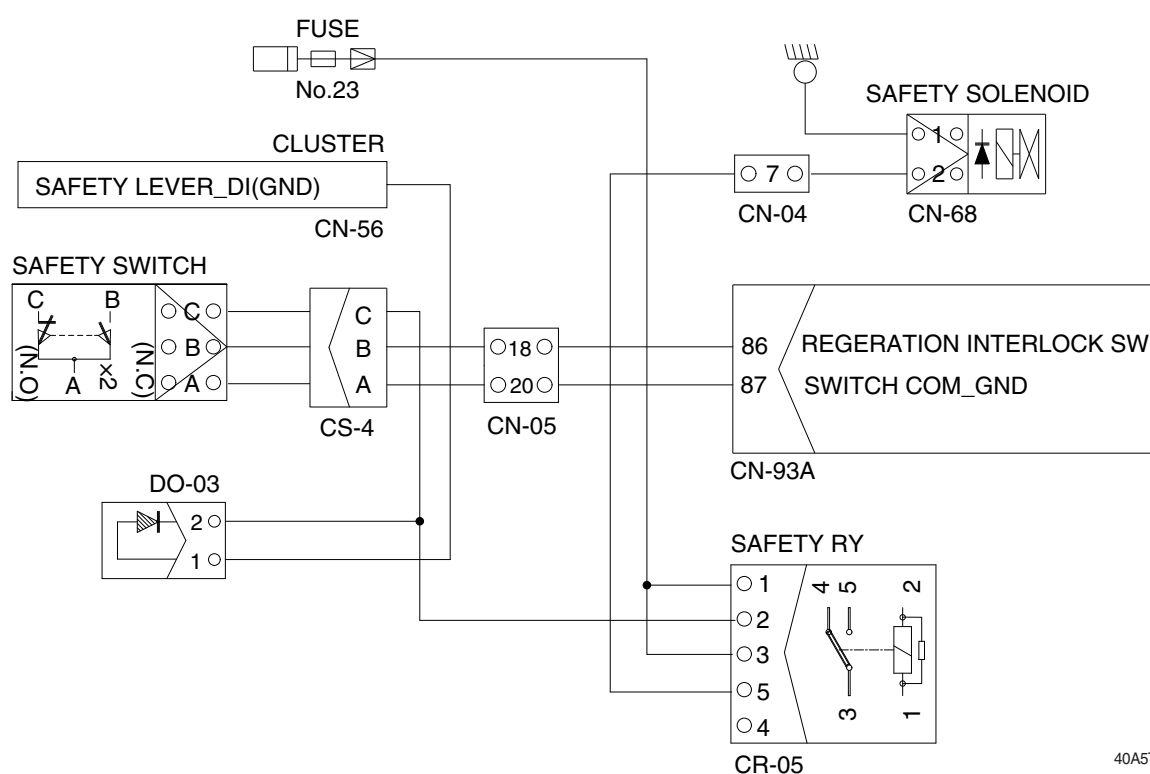 FUSE
No.23
SAFETY SOLENOID
1
2
CN-68
7
CN-04
CLUSTER
SAFETY LEVER_DI(GND)
CN-56
SAFETY SWITCH
C B
A
(N.O)
×2
(N.C)
C
B
A
C
B
A
CS-4
18
20
CN-05
86 REGERATION INTERLOCK SW
87 SWITCH COM_GND
CN-93A
DO-03
2
1
SAFETY RY
1
2
3
5
4
4 5 2
3 1
CR-05